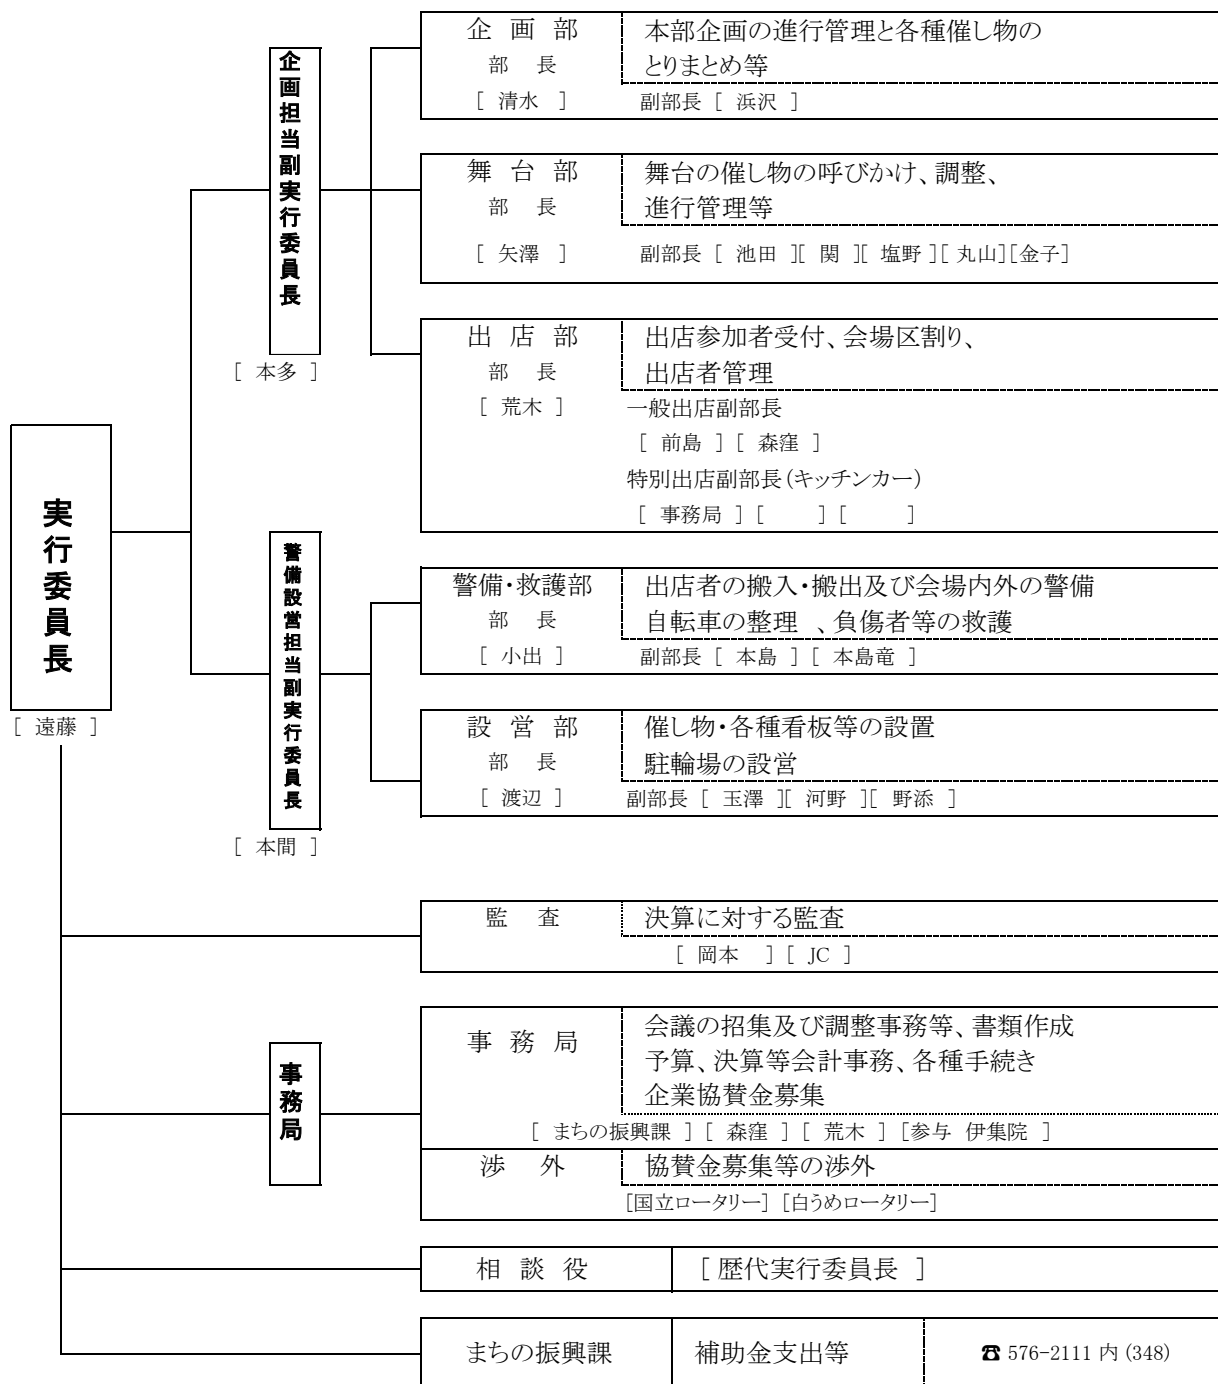 企画担当副実行委員長
[ 本多 ]
企 画 部
部 長
[ 清水 ]
本部企画の進行管理と各種催し物の
とりまとめ等
副部長 [ 浜沢 ]
舞 台 部
部 長
[ 矢澤 ]
舞台の催し物の呼びかけ、調整、
進行管理等
副部長 [ 池田 ][ 関 ][ 塩野 ][ 丸山][金子]
出 店 部
部 長
[ 荒木 ]
出店参加者受付、会場区割り、
出店者管理
一般出店副部長
[ 前島 ] [ 森窪 ]
特別出店副部長(キッチンカー)
[ 事務局 ] [ ] [ ]
実行委員長
[ 遠藤 ]
警備設営担当副実行委員長
[ 本間 ]
警備・救護部
部 長
[ 小出 ]
出店者の搬入・搬出及び会場内外の警備
自転車の整理 、負傷者等の救護
副部長 [ 本島 ] [ 本島竜 ]
設 営 部
部 長
[ 渡辺 ]
催し物・各種看板等の設置
駐輪場の設営
副部長 [ 玉澤 ][ 河野 ][ 野添 ]
監 査
決算に対する監査
[ 岡本 ] [ JC ]
事務局
事 務 局
会議の招集及び調整事務等、書類作成
予算、決算等会計事務、各種手続き
企業協賛金募集
[ まちの振興課 ] [ 森窪 ] [ 荒木 ] [参与 伊集院 ]
渉 外
協賛金募集等の渉外
[国立ロータリー] [白うめロータリー]
相 談 役
[ 歴代実行委員長 ]
まちの振興課
補助金支出等
☎ 576-2111 内 (348)